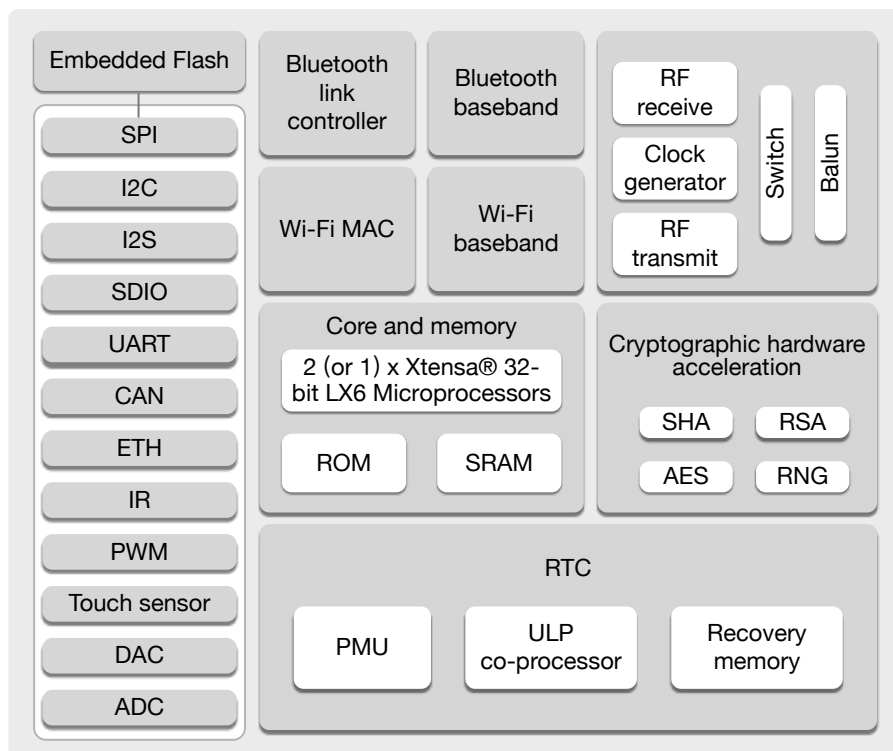 Embedded Flash
SPI
I2C
I2S
SDIO
UART
CAN
ETH
IR
PWM
Touch sensor
DAC
ADC
Bluetooth
link
controller
Bluetooth
baseband
Wi-Fi MAC
Wi-Fi
baseband
RF
receive
Clock
generator
RF
transmit
Switch
Balun
Core and memory
2 (or 1) x Xtensa® 32-
bit LX6 Microprocessors
ROM
SRAM
Cryptographic hardware
acceleration
SHA
RSA
AES
RNG
RTC
PMU
ULP
co-processor
Recovery
memory